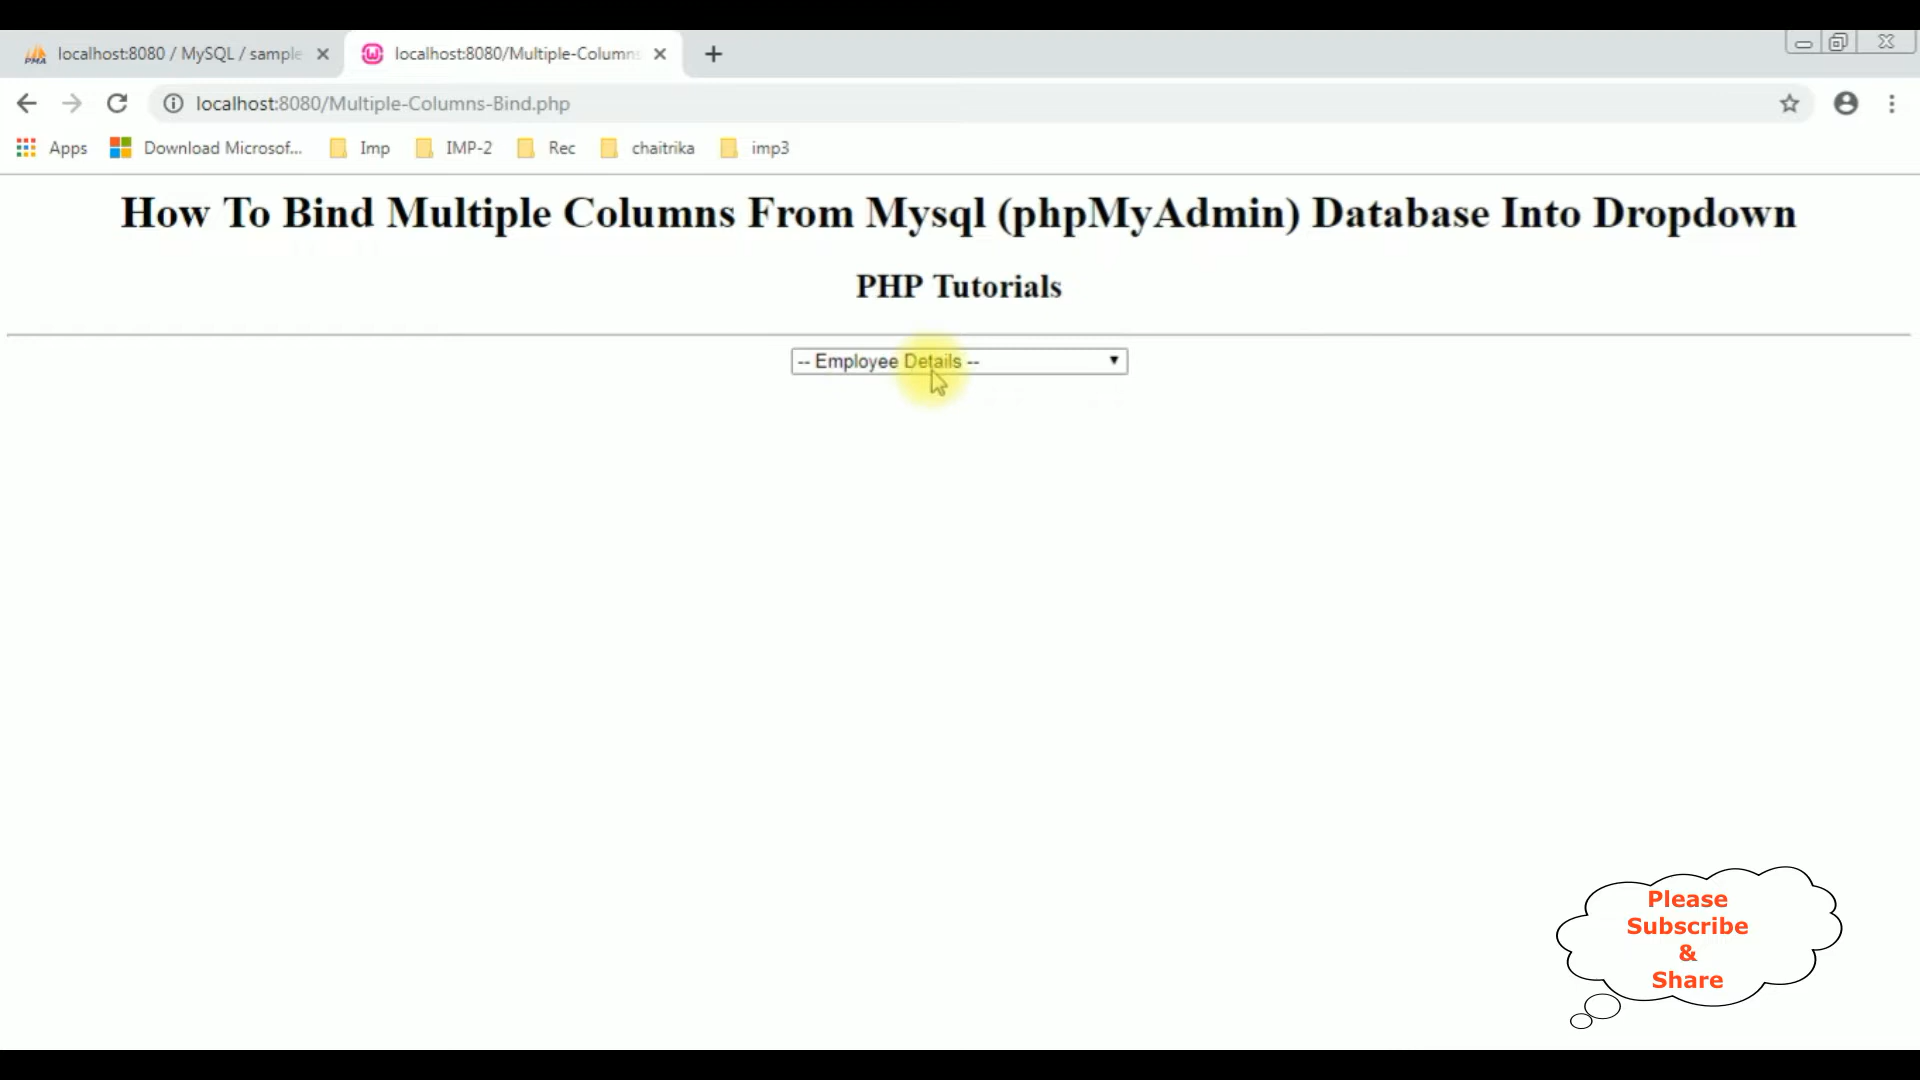 localhost:8080 / MySQL / sample
localhost:8080/Multiple-Columns
localhost:8080/Multiple-Columns-Bind.php
Apps
Download Microsof...
Imp
IMP-2
Rec
chaitrika
imp3
How To Bind Multiple Columns From Mysql (phpMyAdmin) Database Into Dropdown
PHP Tutorials
-- Employee Details --
Please
Subscribe
&
Share